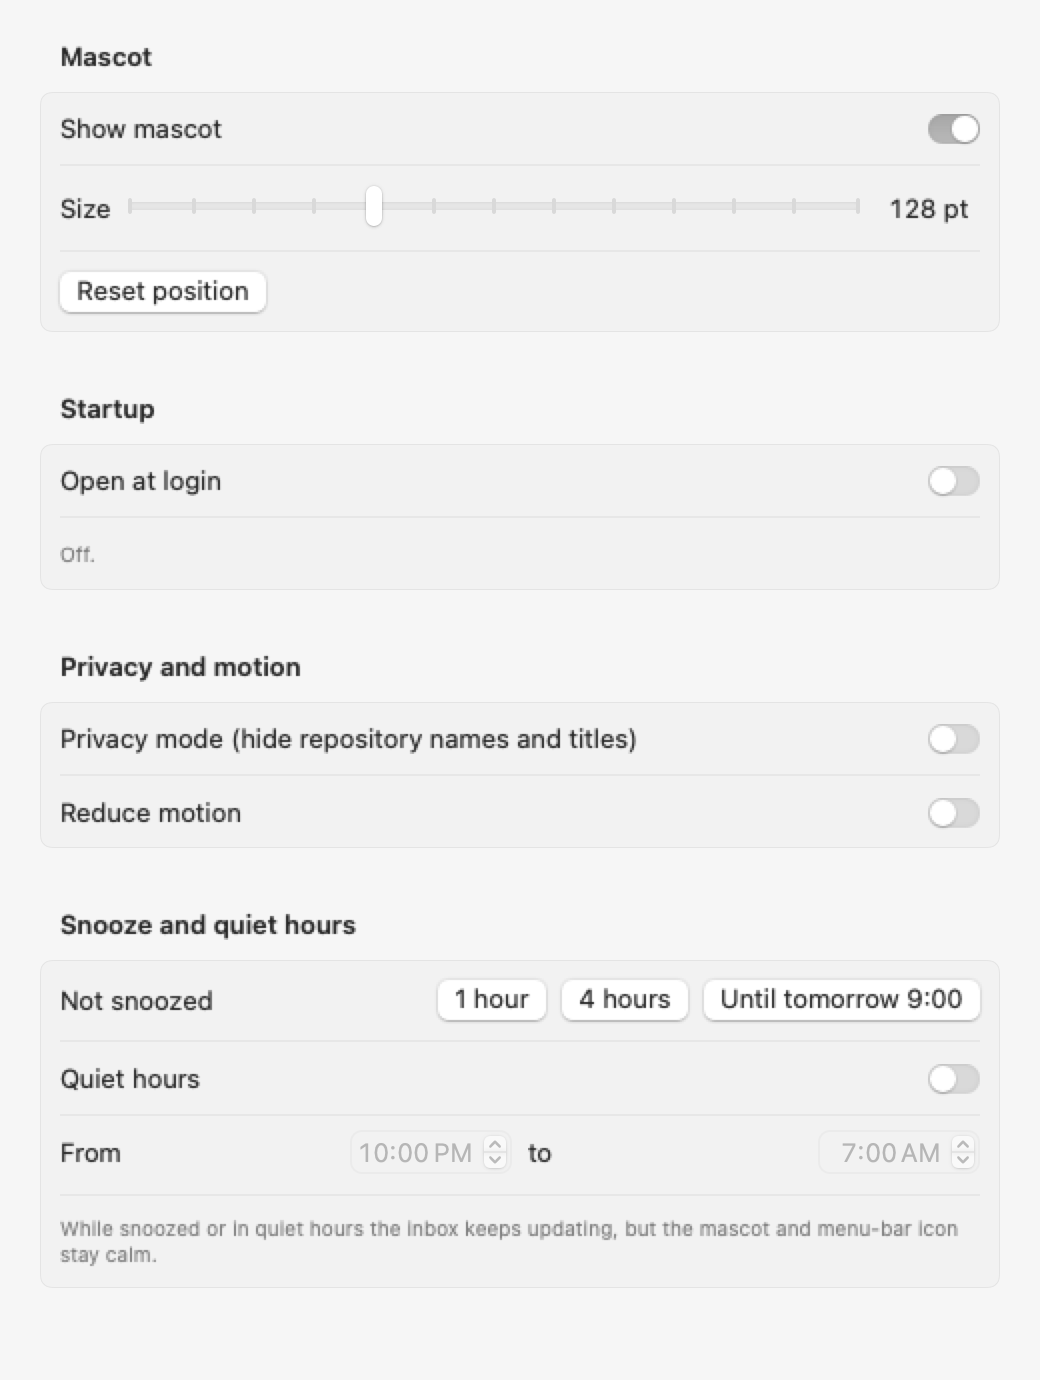 Mascot
Show mascot
Size 128 pt
Reset position
Startup
Open at login
Off.
Privacy and motion
Privacy mode (hide repository names and titles)
Reduce motion
Snooze and quiet hours
Not snoozed 1 hour 4 hours Until tomorrow 9:00
Quiet hours
From 10:00 PM to 7:00 AM
While snoozed or in quiet hours the inbox keeps updating, but the mascot and menu-bar icon
stay calm.